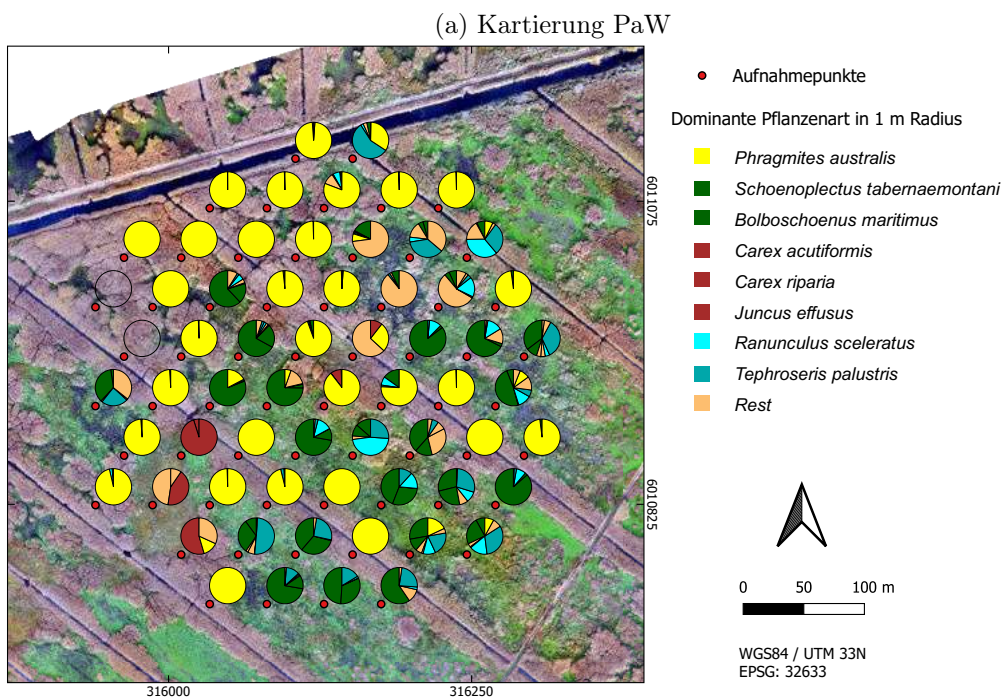 (a) Kartierung PaW
Aufnahmepunkte
Dominante Pflanzenart in 1 m Radius
Phragmites australis
Schoenoplectus tabernaemontani
Bolboschoenus maritimus
Carex acutiformis
Carex riparia
Juncus effusus
Ranunculus sceleratus
Tephroseris palustris
Rest
6011075
6010825
0 50 100 m
WGS84 / UTM 33N
EPSG: 32633
316000 316250